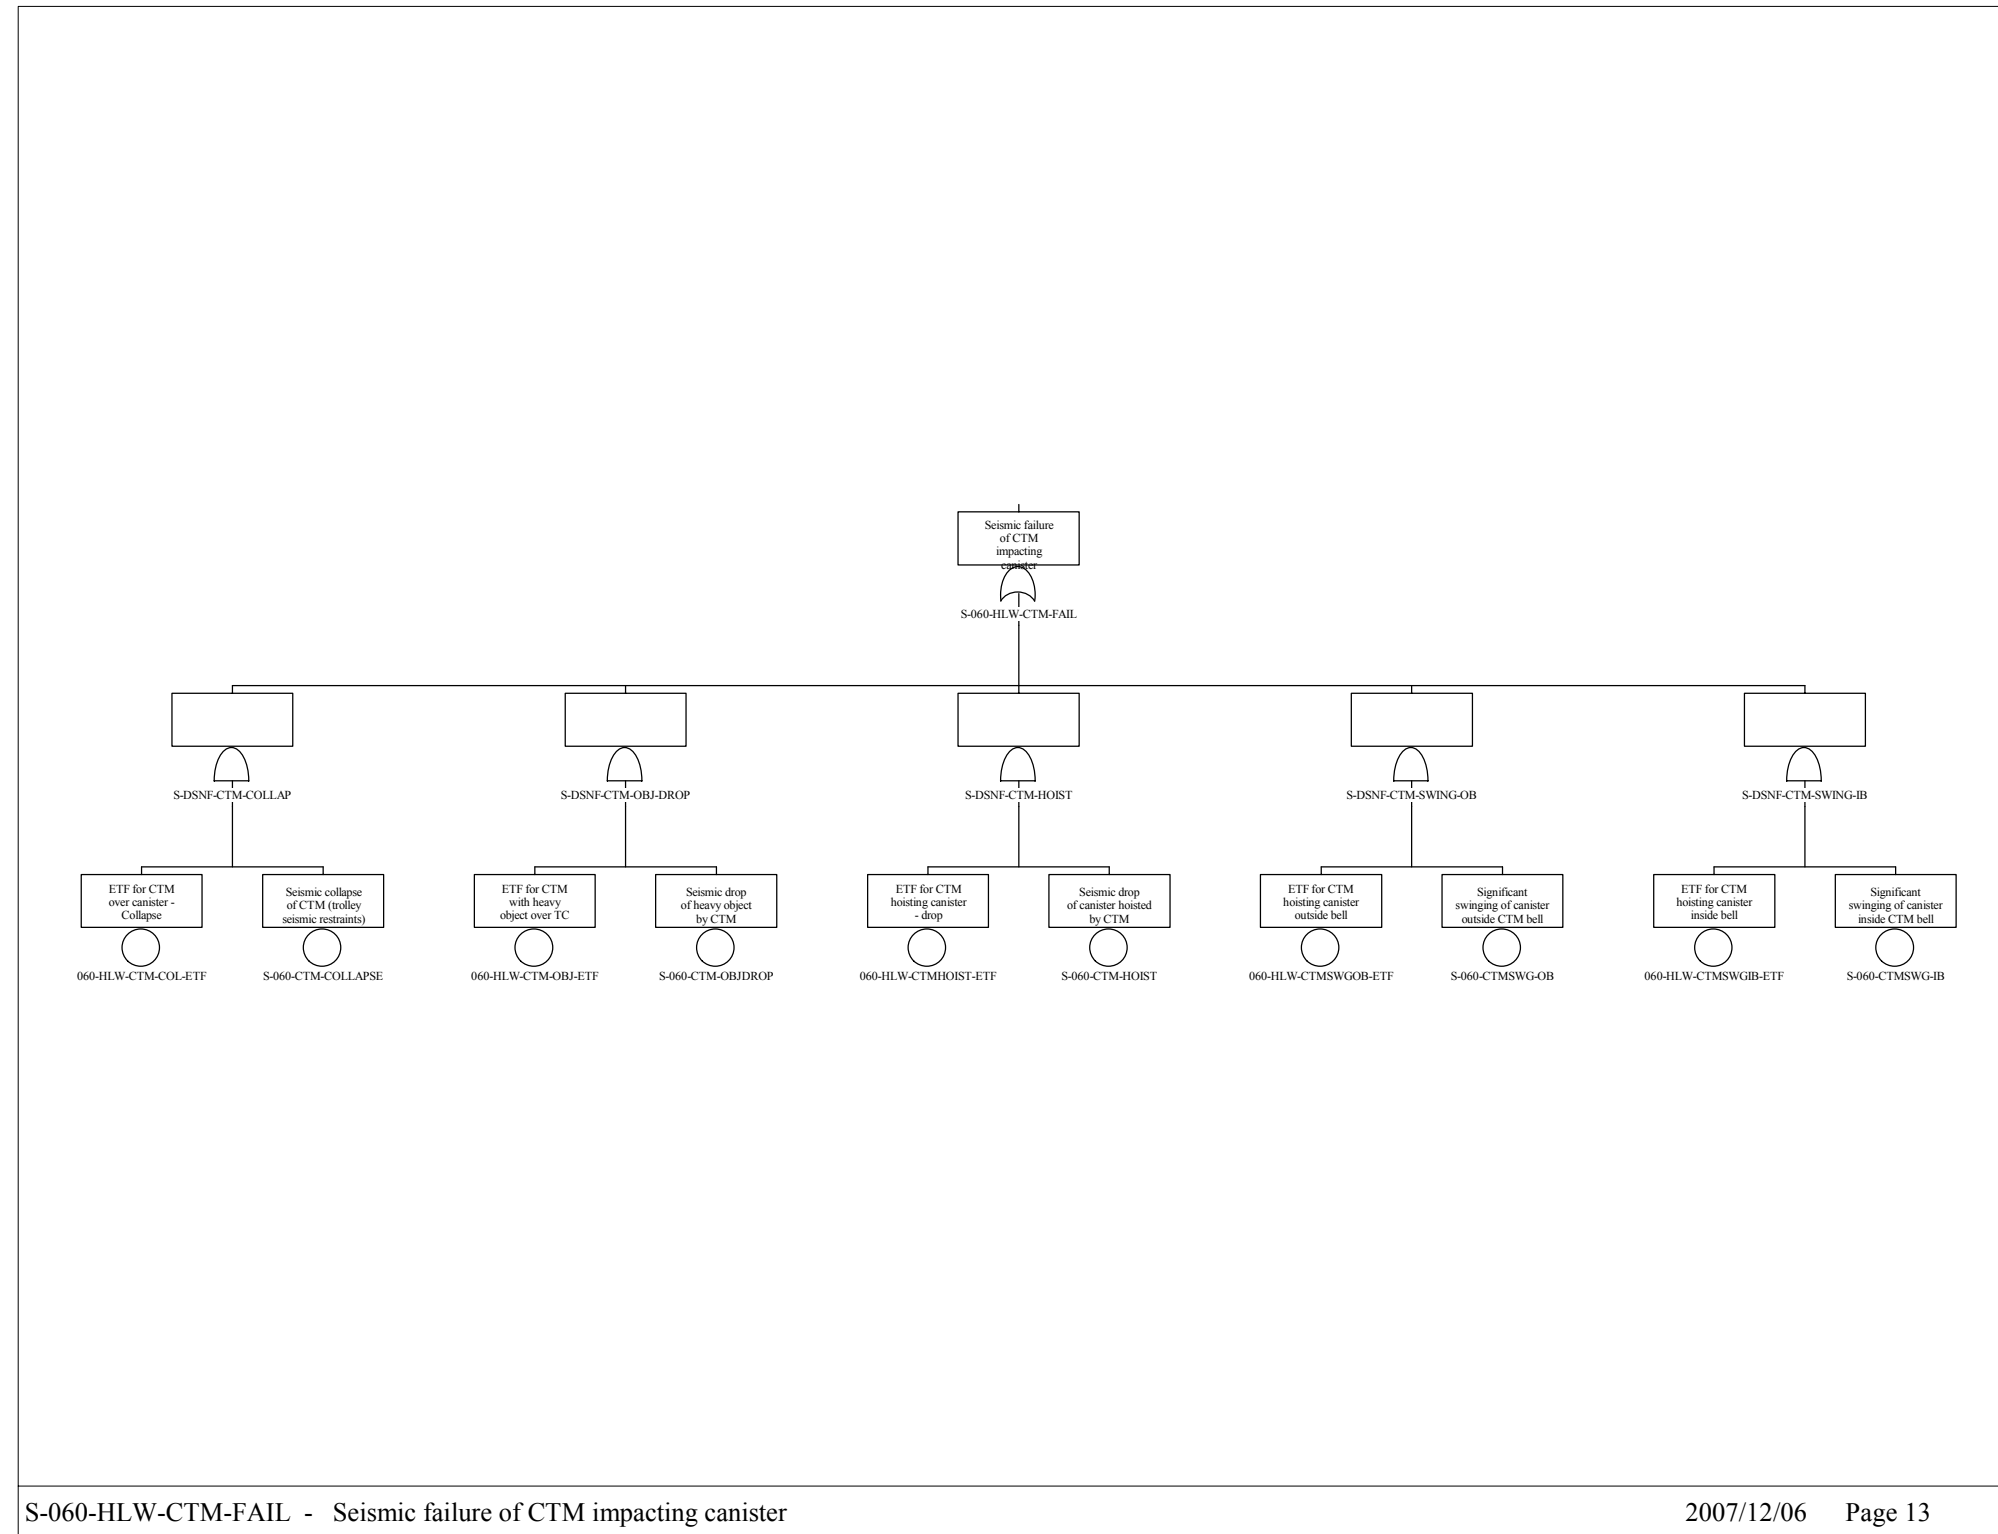 Seismic failure
of CTM
impacting
canister
S-060-HLW-CTM-FAIL
S-DSNF-CTM-COLLAP
S-DSNF-CTM-OBJ-DROP
S-DSNF-CTM-HOIST
S-DSNF-CTM-SWING-OB
S-DSNF-CTM-SWING-IB
ETF for CTM
over canister -
Collapse
060-HLW-CTM-COL-ETF
Seismic collapse
of CTM (trolley
seismic restraints)
S-060-CTM-COLLAPSE
ETF for CTM
with heavy
object over TC
060-HLW-CTM-OBJ-ETF
Seismic drop
of heavy object
by CTM
S-060-CTM-OBJDROP
ETF for CTM
hoisting canister
- drop
060-HLW-CTMHOIST-ETF
Seismic drop
of canister hoisted
by CTM
S-060-CTM-HOIST
ETF for CTM
hoisting canister
outside bell
060-HLW-CTMSWGOB-ETF
Significant
swinging of canister
outside CTM bell
S-060-CTMSWG-OB
ETF for CTM
hoisting canister
inside bell
060-HLW-CTMSWGIB-ETF
Significant
swinging of canister
inside CTM bell
S-060-CTMSWG-IB
S-060-HLW-CTM-FAIL - Seismic failure of CTM impacting canister
2007/12/06 Page 13